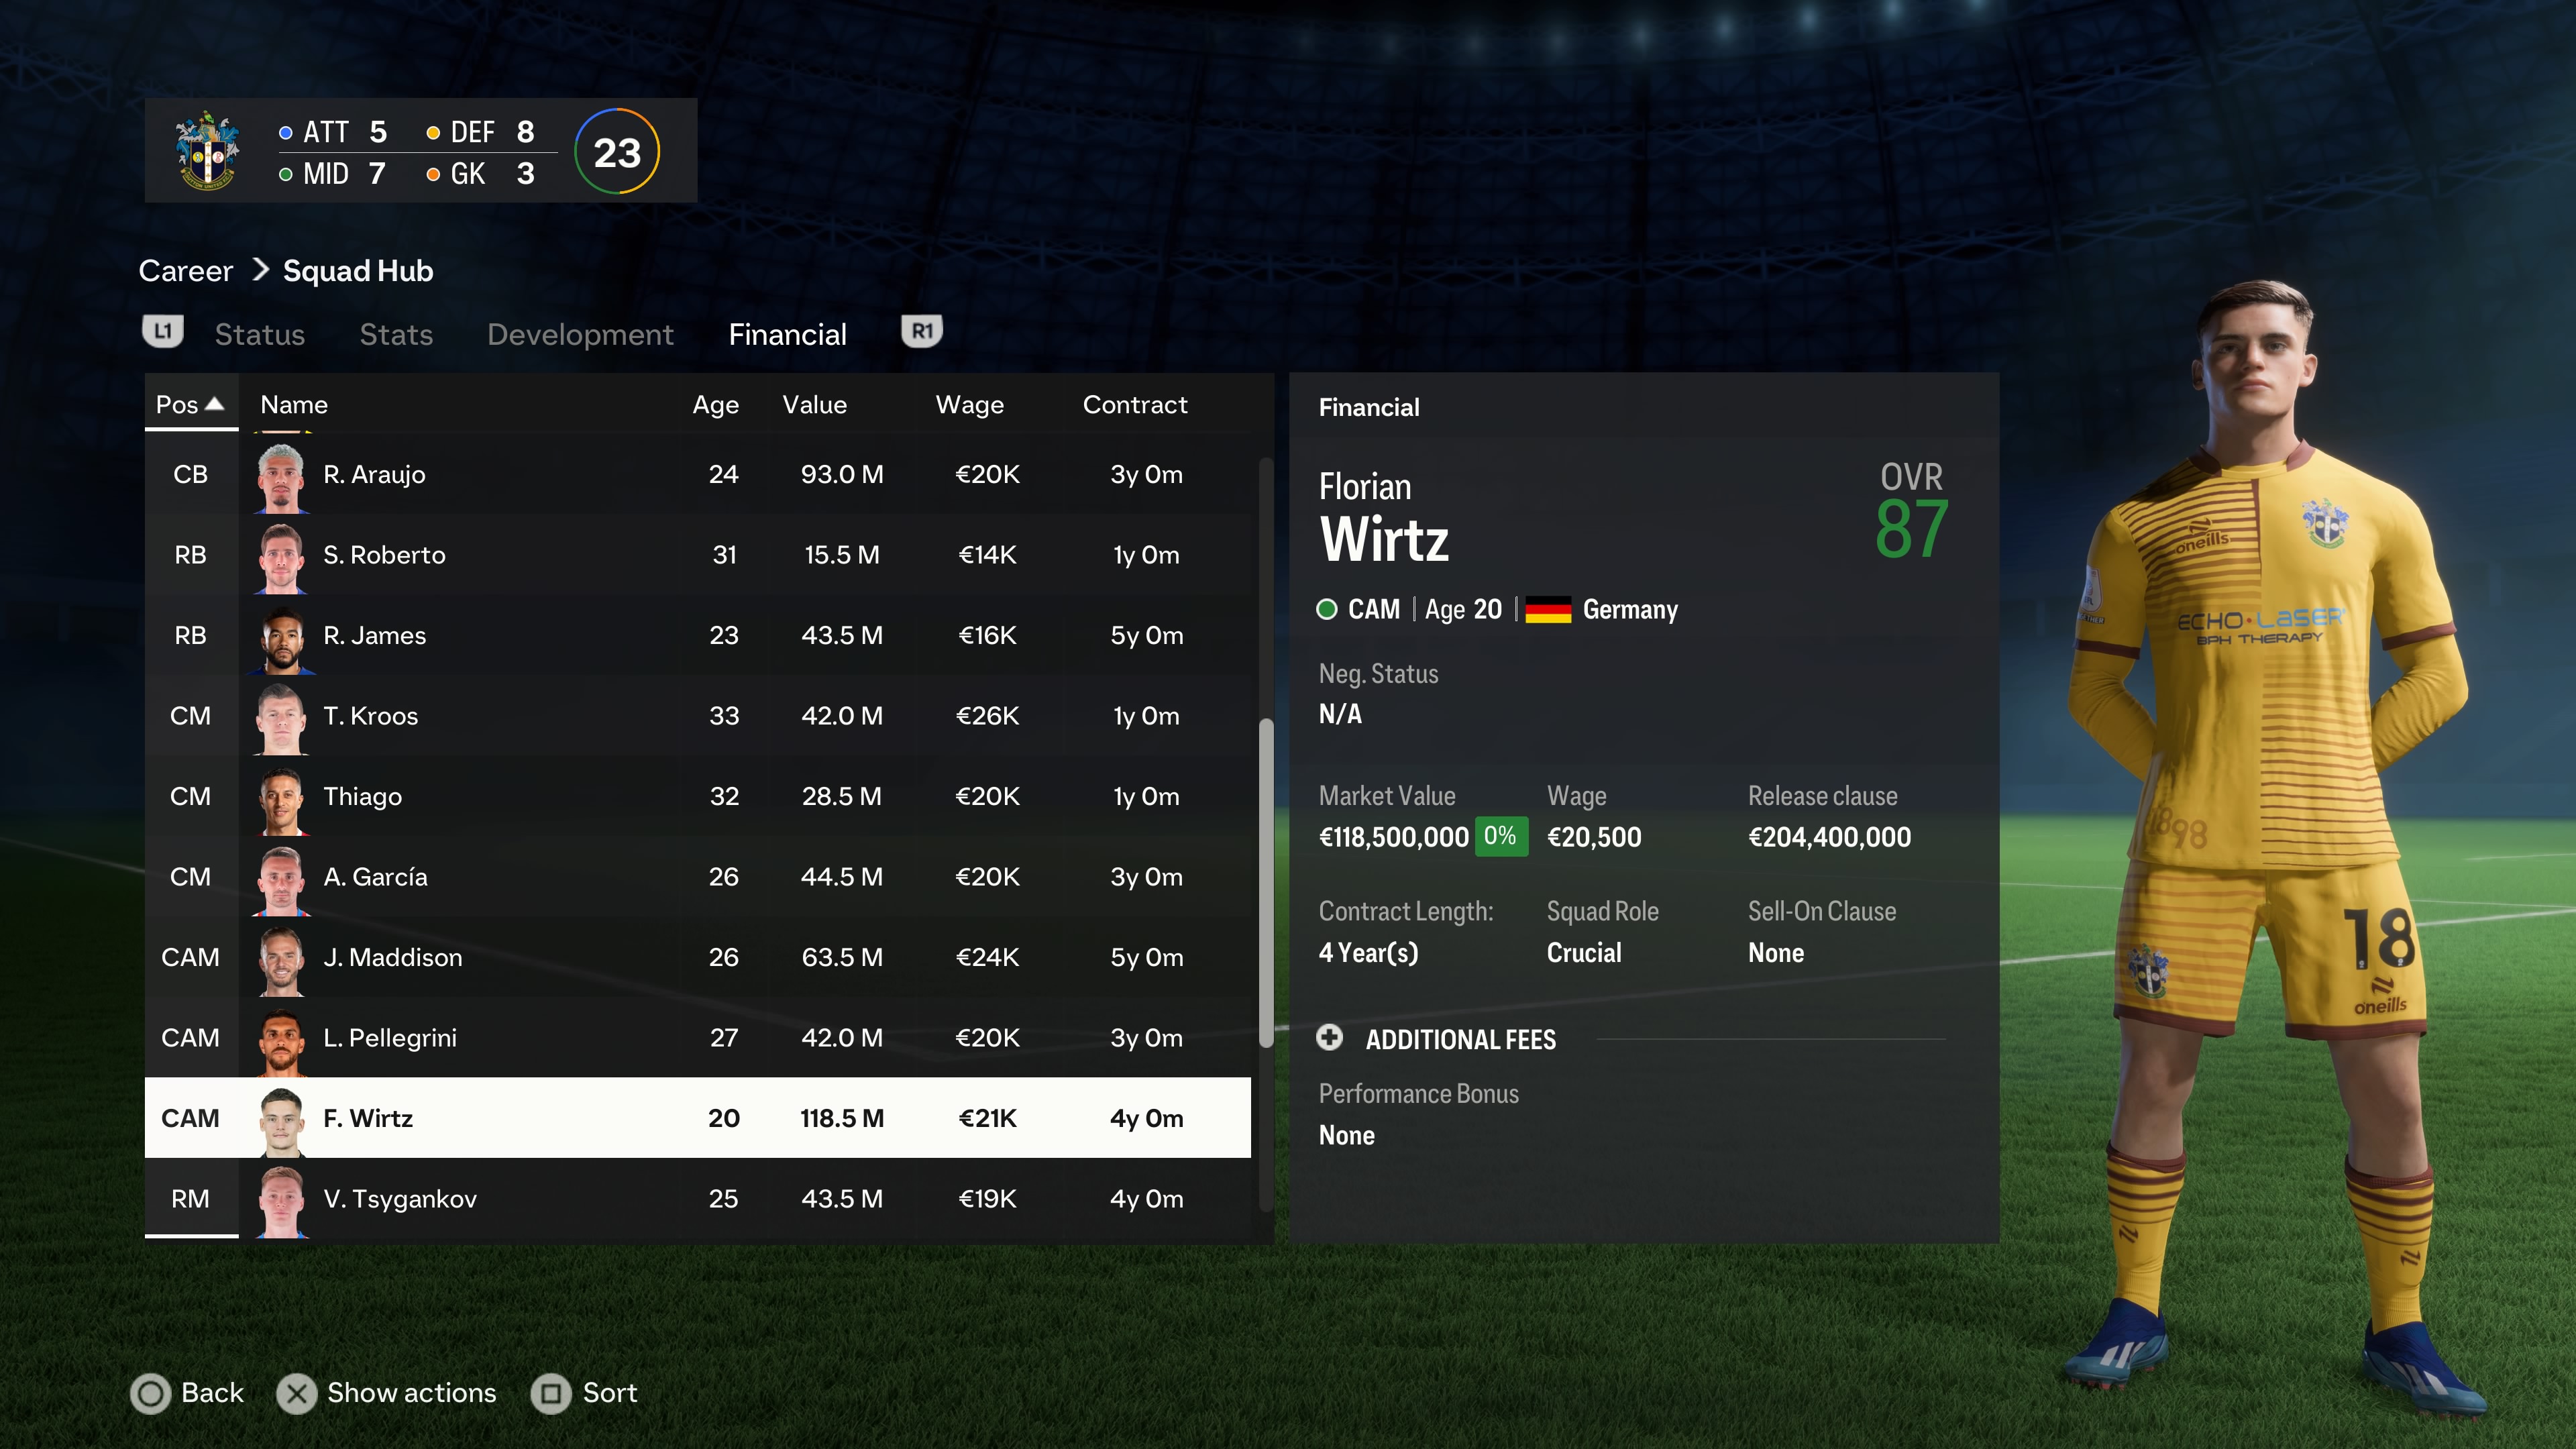 ATT 5 DEF 8
MID 7 GK 3
23
Career > Squad Hub
L1 Status Stats Development Financial R1
Pos Name Age Value Wage Contract
CB R. Araujo 24 93.0 M €20K 3y 0m
RB S. Roberto 31 15.5 M €14K 1y 0m
RB R. James 23 43.5 M €16K 5y 0m
CM T. Kroos 33 42.0 M €26K 1y 0m
CM Thiago 32 28.5 M €20K 1y 0m
CM A. García 26 44.5 M €20K 3y 0m
CAM J. Maddison 26 63.5 M €24K 5y 0m
CAM L. Pellegrini 27 42.0 M €20K 3y 0m
CAM F. Wirtz 20 118.5 M €21K 4y 0m
RM V. Tsygankov 25 43.5 M €19K 4y 0m
Financial
Florian
Wirtz
OVR
87
CAM | Age 20 | Germany
Neg. Status
N/A
Market Value Wage Release clause
€118,500,000 0% €20,500 €204,400,000
Contract Length: Squad Role Sell-On Clause
4 Year(s) Crucial None
ADDITIONAL FEES
Performance Bonus
None
oneills
ECHO·LASER
BPH THERAPY
1898
18
oneills
Back Show actions Sort